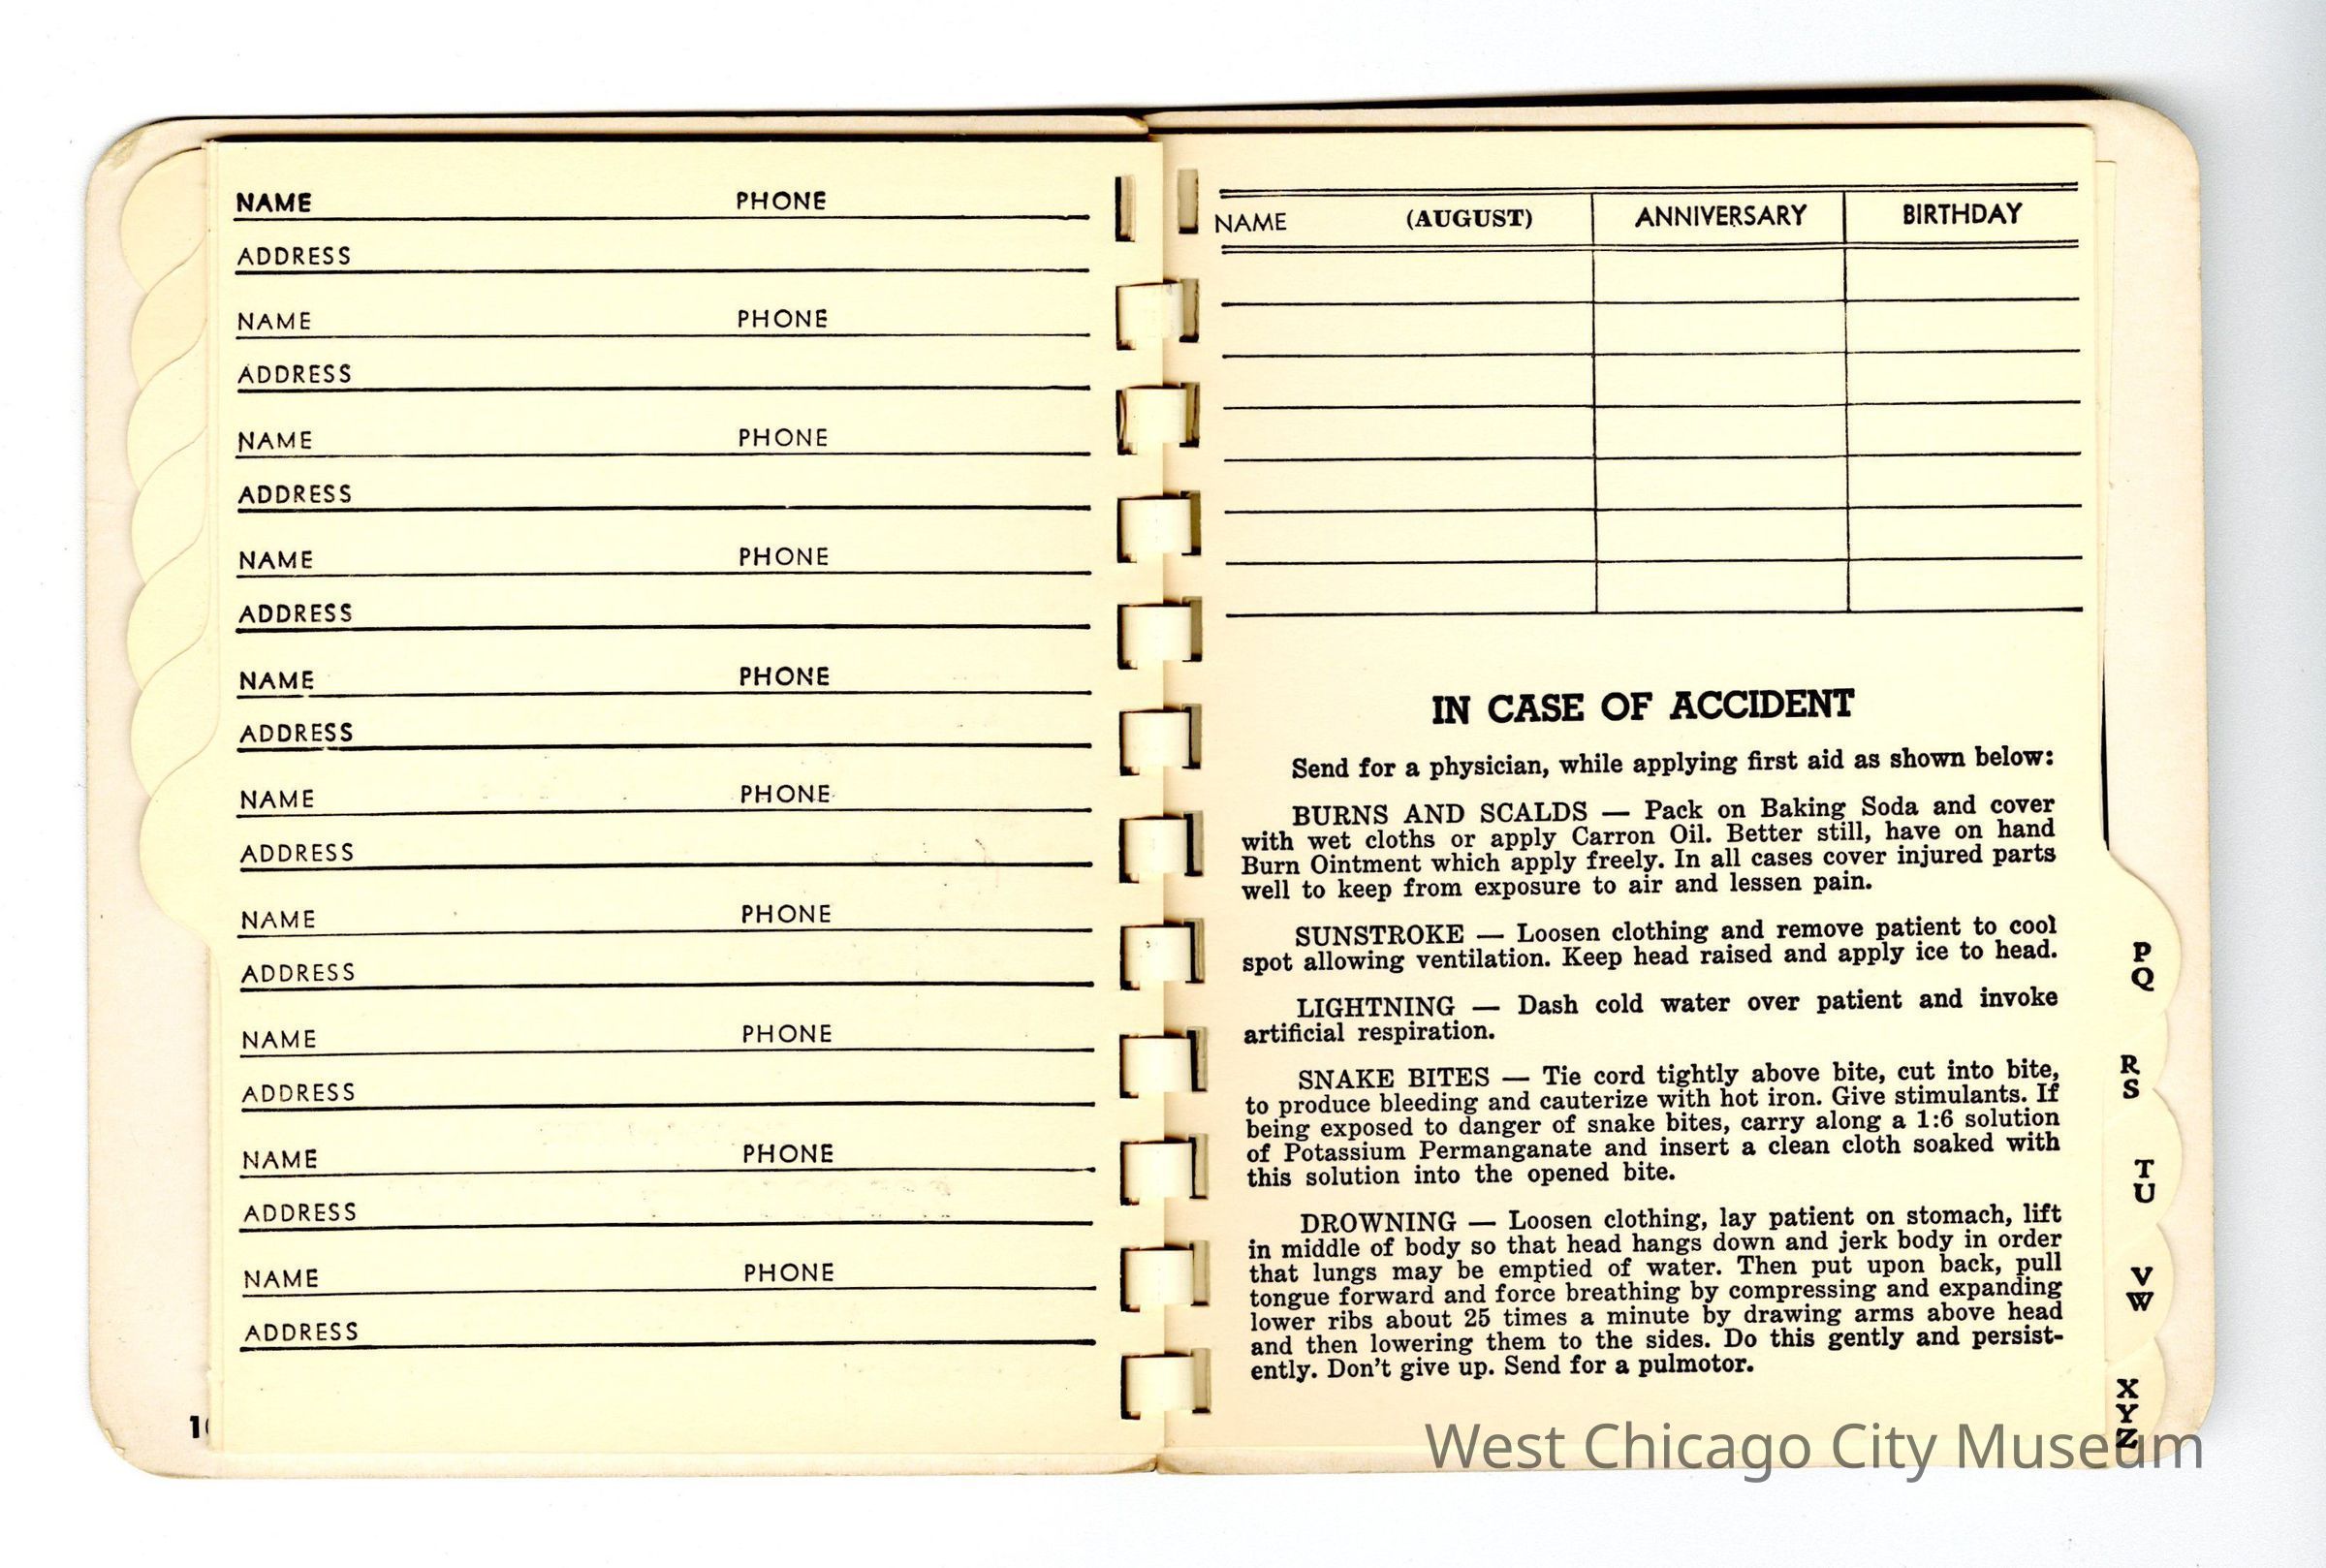 NAME PHONE
ADDRESS
NAME PHONE
ADDRESS
NAME PHONE
ADDRESS
NAME PHONE
ADDRESS
NAME PHONE
ADDRESS
NAME PHONE
ADDRESS
NAME PHONE
ADDRESS
NAME PHONE
ADDRESS
NAME PHONE
ADDRESS
NAME PHONE
ADDRESS
NAME (AUGUST) ANNIVERSARY BIRTHDAY
IN CASE OF ACCIDENT
Send for a physician, while applying first aid as shown below:
BURNS AND SCALDS — Pack on Baking Soda and cover
with wet cloths or apply Carron Oil. Better still, have on hand
Burn Ointment which apply freely. In all cases cover injured parts
well to keep from exposure to air and lessen pain.
SUNSTROKE — Loosen clothing and remove patient to cool
spot allowing ventilation. Keep head raised and apply ice to head.
LIGHTNING — Dash cold water over patient and invoke
artificial respiration.
SNAKE BITES — Tie cord tightly above bite, cut into bite,
to produce bleeding and cauterize with hot iron. Give stimulants. If
being exposed to danger of snake bites, carry along a 1:6 solution
of Potassium Permanganate and insert a clean cloth soaked with
this solution into the opened bite.
DROWNING — Loosen clothing, lay patient on stomach, lift
in middle of body so that head hangs down and jerk body in order
that lungs may be emptied of water. Then put upon back, pull
tongue forward and force breathing by compressing and expanding
lower ribs about 25 times a minute by drawing arms above head
and then lowering them to the sides. Do this gently and persist-
ently. Don't give up. Send for a pulmotor.
P
Q
R
S
T
U
V
W
X
Y
Z
West Chicago City Museum